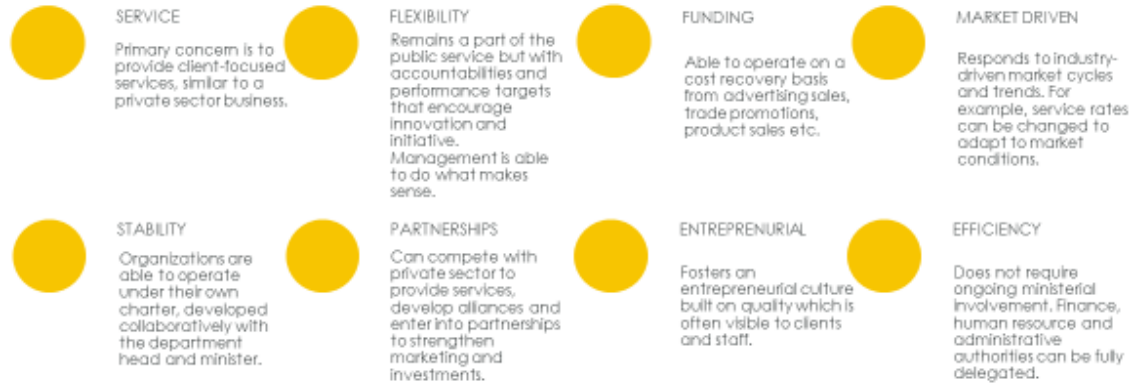 SERVICE
Primary concern is to
provide client-focused
services, similar to a
private sector business.
FLEXIBILITY
Remains a part of the
public service but with
accountabilities and
performance targets
that encourage
innovation and
initiative.
Management is able
to do what makes
sense.
FUNDING
Able to operate on a
cost recovery basis
from advertising sales,
trade promotions,
product sales etc.
MARKET DRIVEN
Responds to industry-
driven market cycles
and trends. For
example, service rates
can be changed to
adapt to market
conditions.
STABILITY
Organizations are
able to operate
under their own
charter, developed
collaboratively with
the department
head and minister.
PARTNERSHIPS
Can compete with
private sector to
provide services,
develop alliances and
enter into partnerships
to strengthen
marketing and
investments.
ENTREPRENURIAL
Fosters an
entrepreneurial culture
built on quality which is
often visible to clients
and staff.
EFFICIENCY
Does not require
ongoing ministerial
involvement. Finance,
human resource and
administrative
authorities can be fully
delegated.